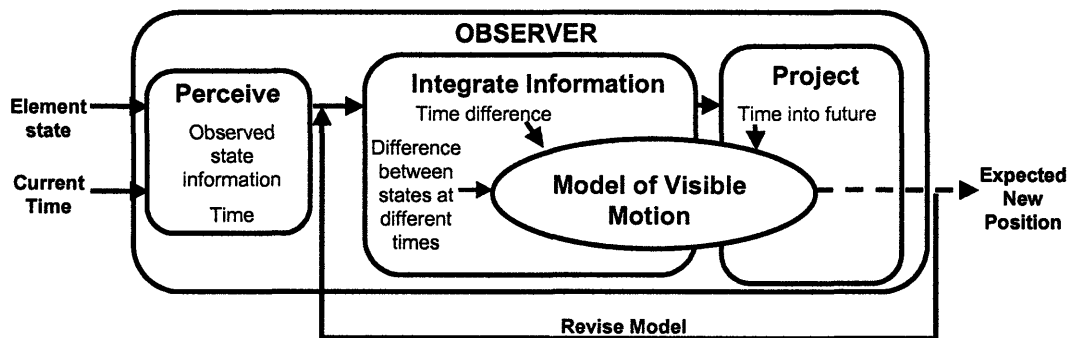 OBSERVER
Element
state
Current
Time
Perceive
Observed
state
information
Time
Integrate Information
Time difference
Difference
between
states at
different
times
Model of Visible
Motion
Project
Time into future
Expected
New
Position
Revise Model